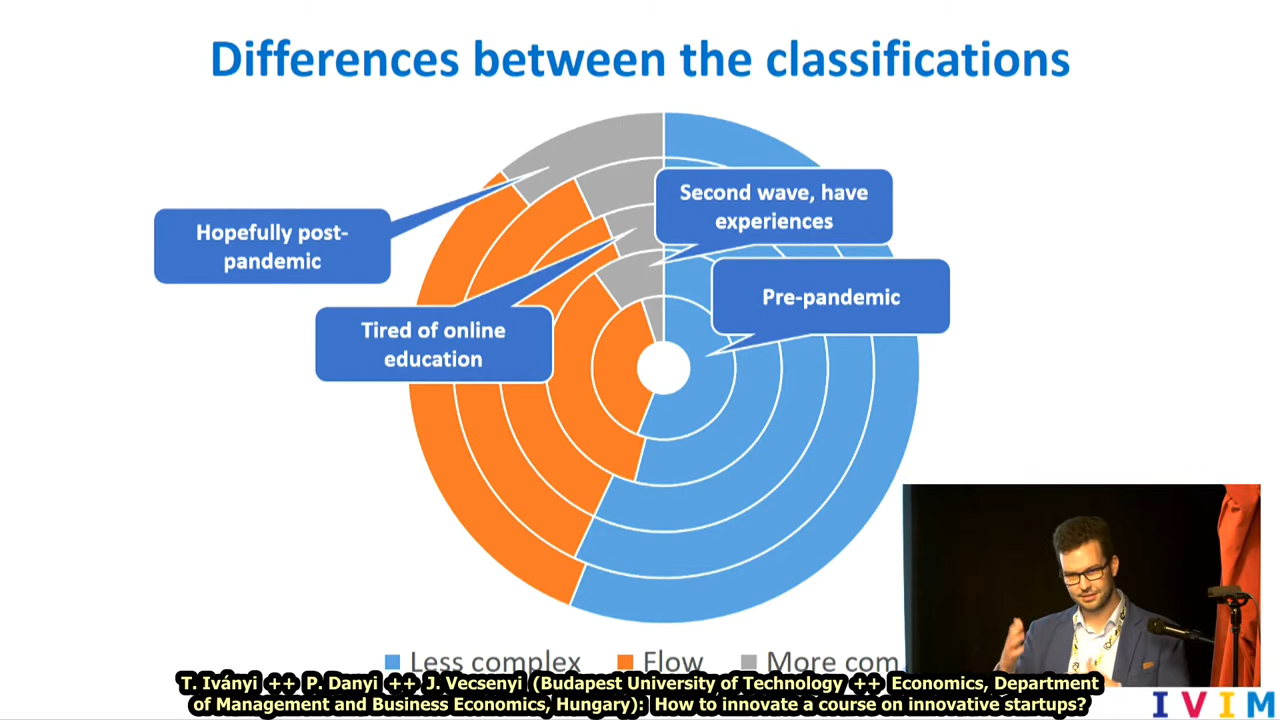 Differences between the classifications
Second wave, have
experiences
Hopefully post-
pandemic
Pre-pandemic
Tired of online
education
Less complex Flow More com
T. Iványi ++ P. Danyi ++ J. Vecsenyi (Budapest University of Technology ++ Economics, Department
of Management and Business Economics, Hungary): How to innovate a course on innovative startups?
IVIM